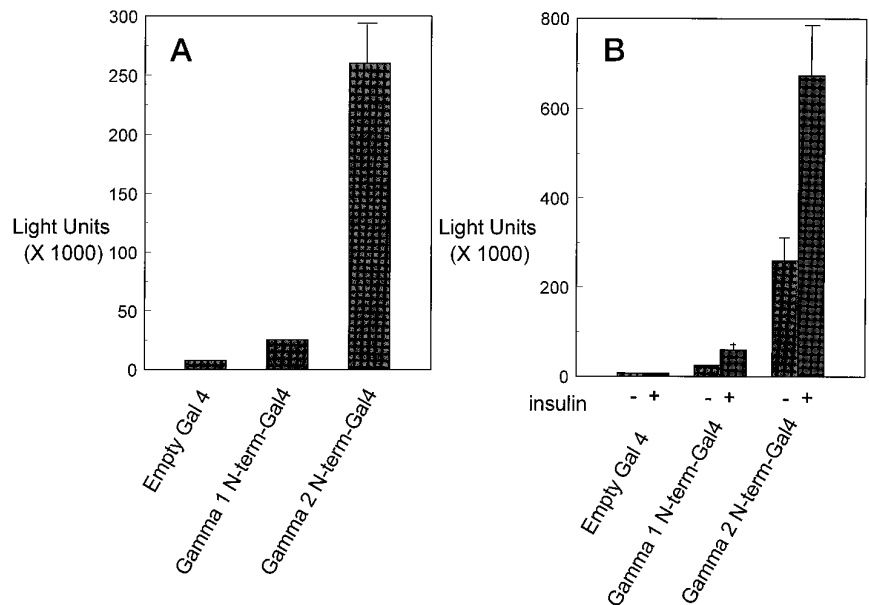 A
300
250
200
150
100
50
0
Light Units
(X 1000)
Empty Gal 4
Gamma 1 N-term-Gal4
Gamma 2 N-term-Gal4
B
800
600
400
200
0
Light Units
(X 1000)
insulin - + - + - +
Empty Gal 4
Gamma 1 N-term-Gal4
Gamma 2 N-term-Gal4